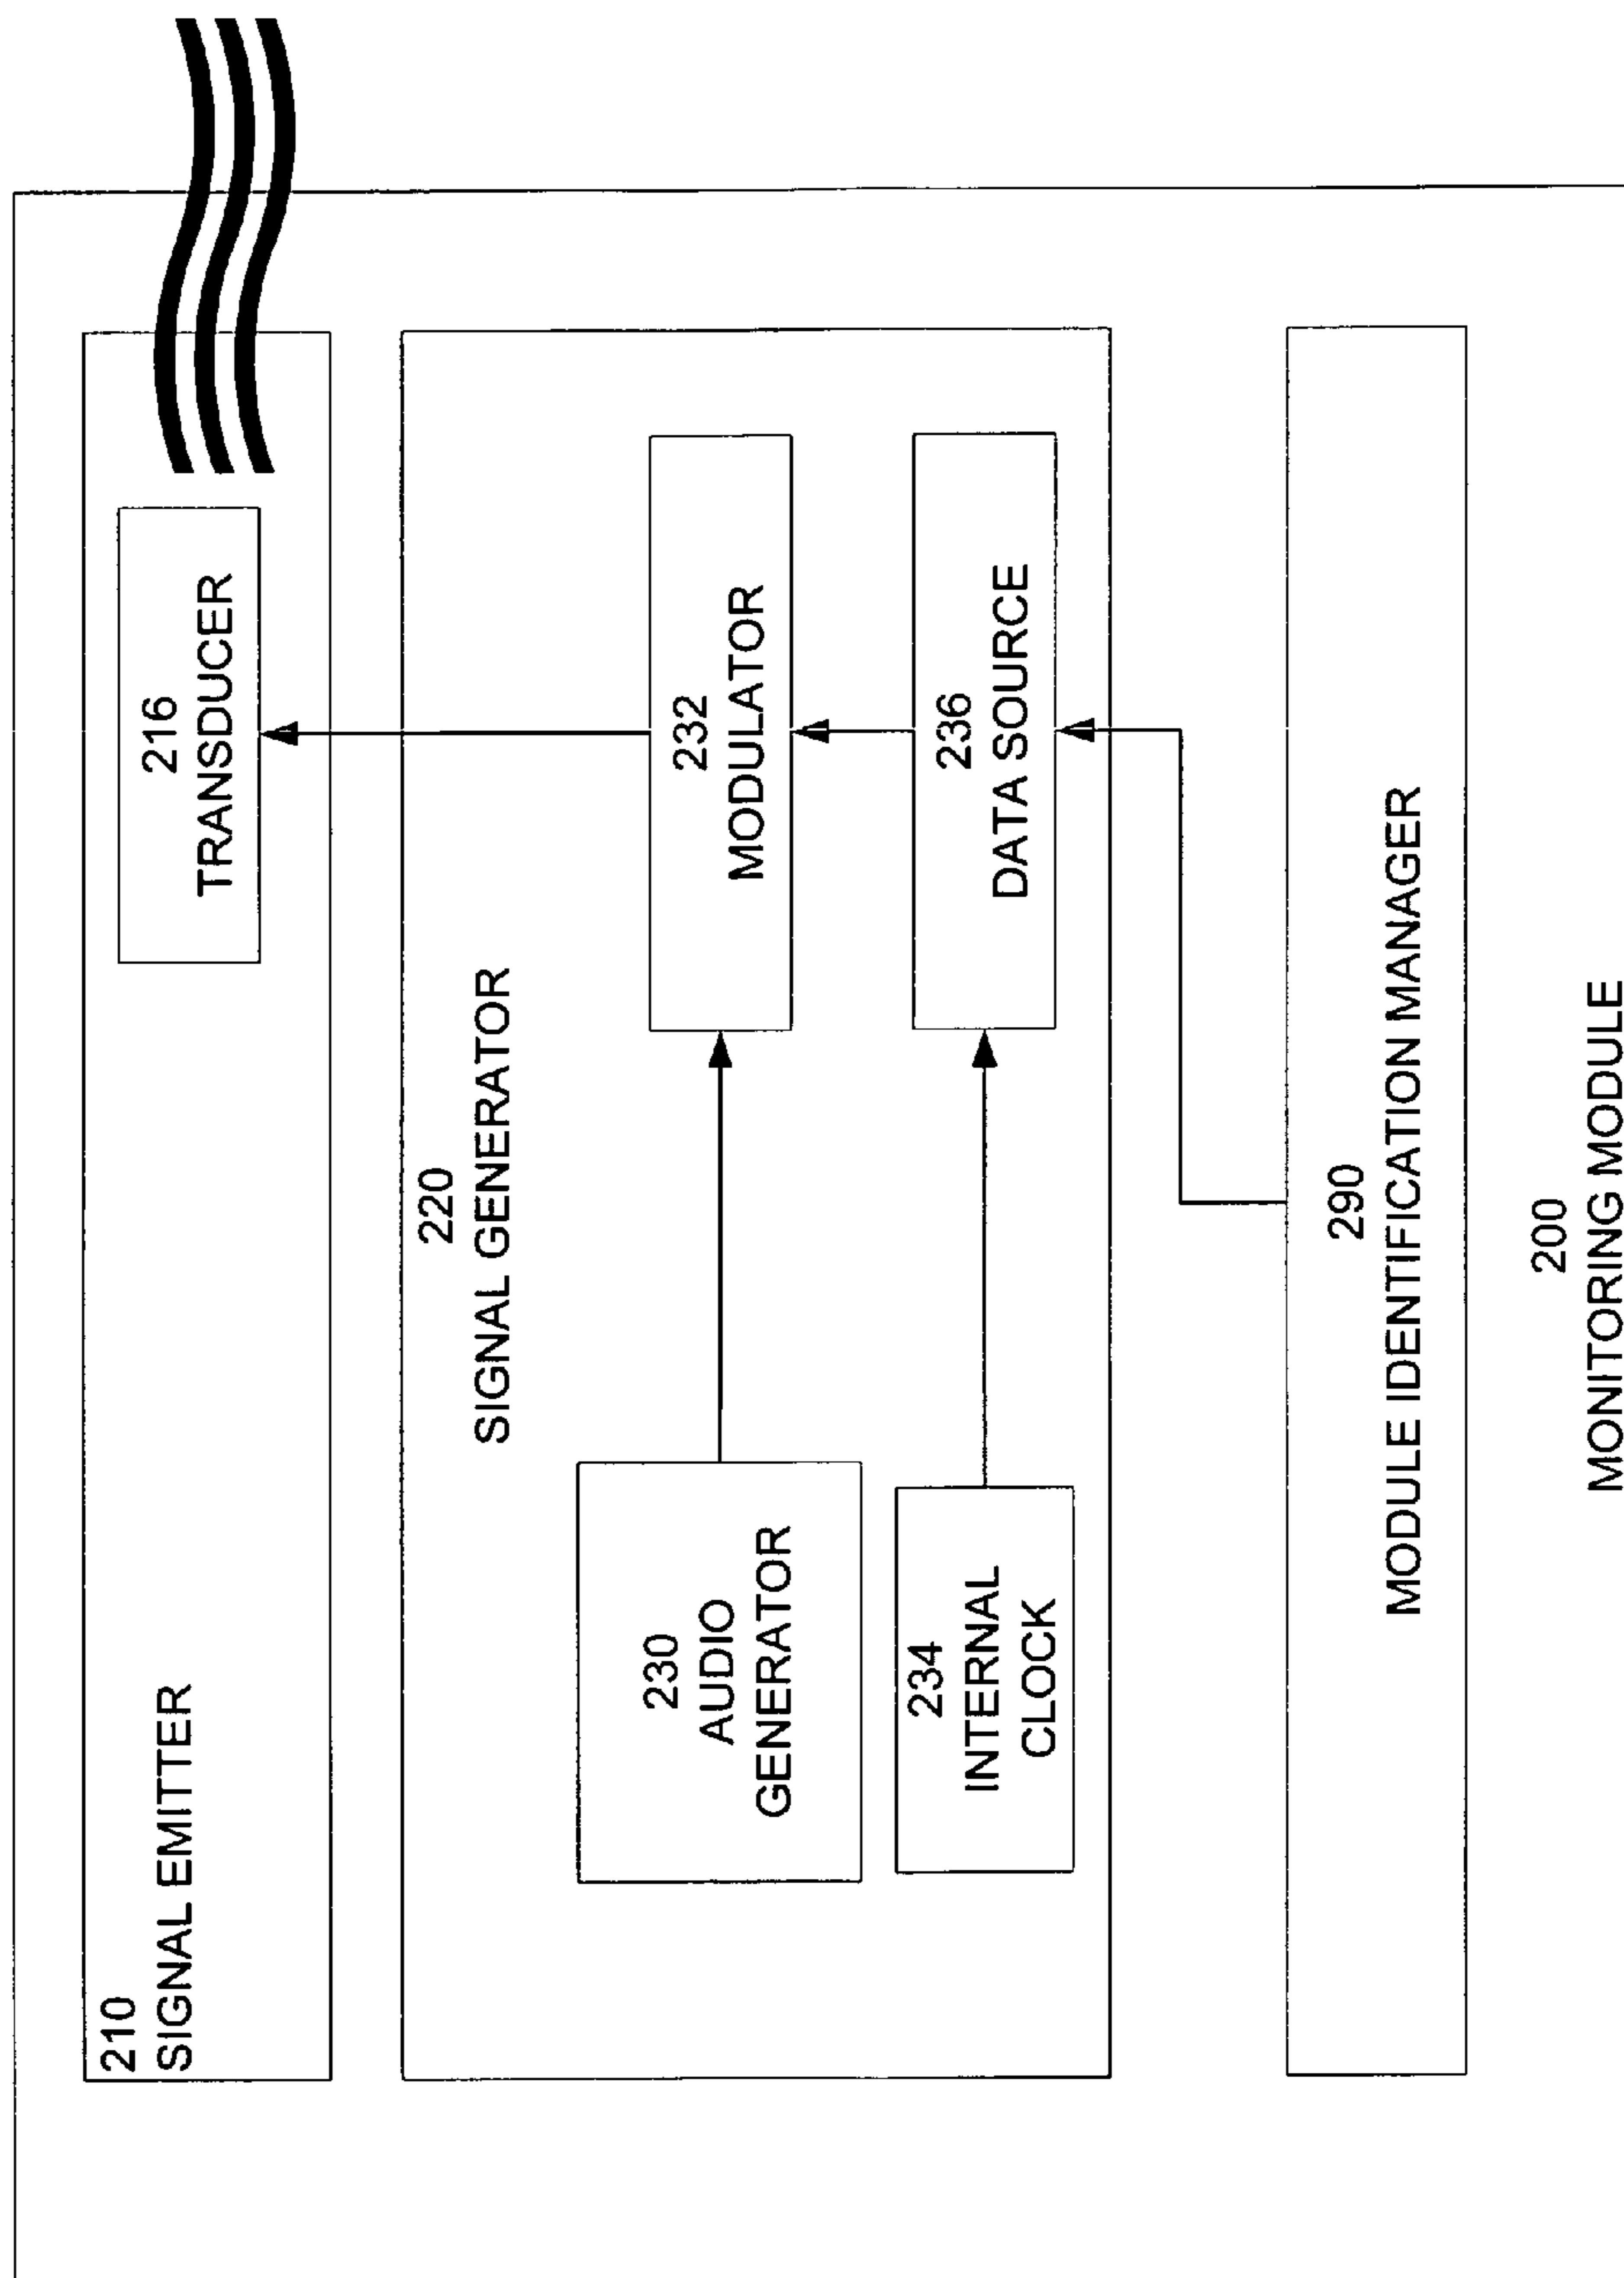 210
SIGNAL EMITTER
216
TRANSDUCER
220
SIGNAL GENERATOR
230
AUDIO
GENERATOR
232
MODULATOR
234
INTERNAL
CLOCK
236
DATA SOURCE
290
MODULE IDENTIFICATION MANAGER
200
MONITORING MODULE